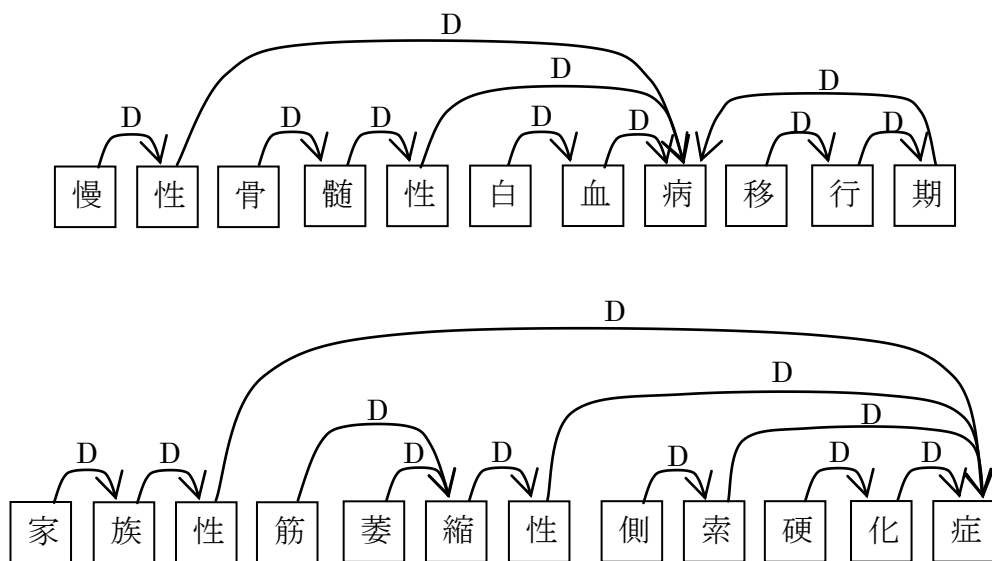 D
D
D
D D D D D D D
慢 性 骨 髄 性 白 血 病 移 行 期
D
D
D D
D D D D D D
家 族 性 筋 萎 縮 性 側 索 硬 化 症